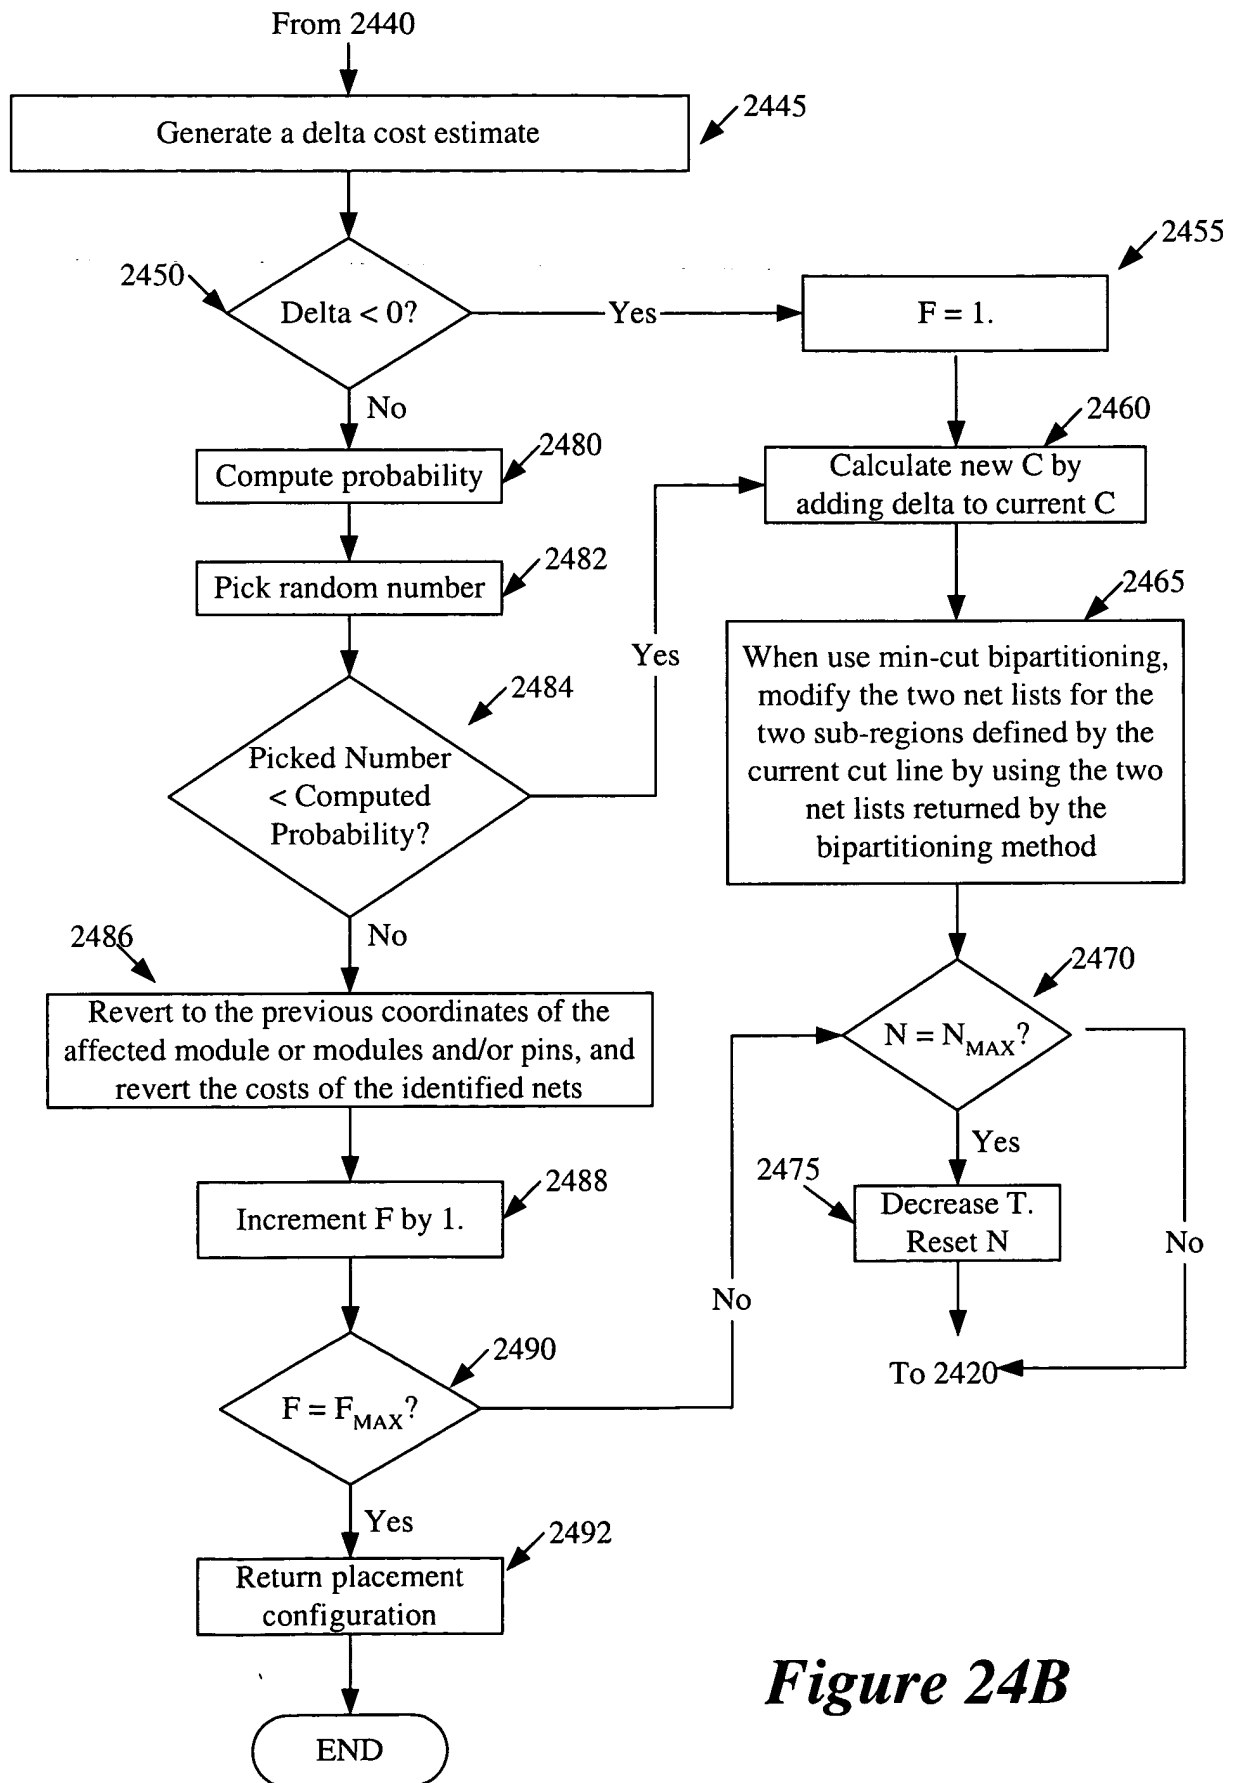 From 2440
2445
Generate a delta cost estimate
2455
2450
Delta < 0?
Yes
F = 1.
No
2460
2480
Compute probability
Calculate new C by
adding delta to current C
2482
Pick random number
2465
Yes
When use min-cut bipartitioning,
modify the two net lists for the
two sub-regions defined by the
current cut line by using the two
net lists returned by the
bipartitioning method
2484
Picked Number
< Computed
Probability?
No
2486
2470
Revert to the previous coordinates of the
affected module or modules and/or pins, and
revert the costs of the identified nets
N = NMAX?
Yes
2475
Decrease T.
Reset N
No
2488
Increment F by 1.
No
2490
To 2420
F = FMAX?
Yes
2492
Return placement
configuration
Figure 24B
END